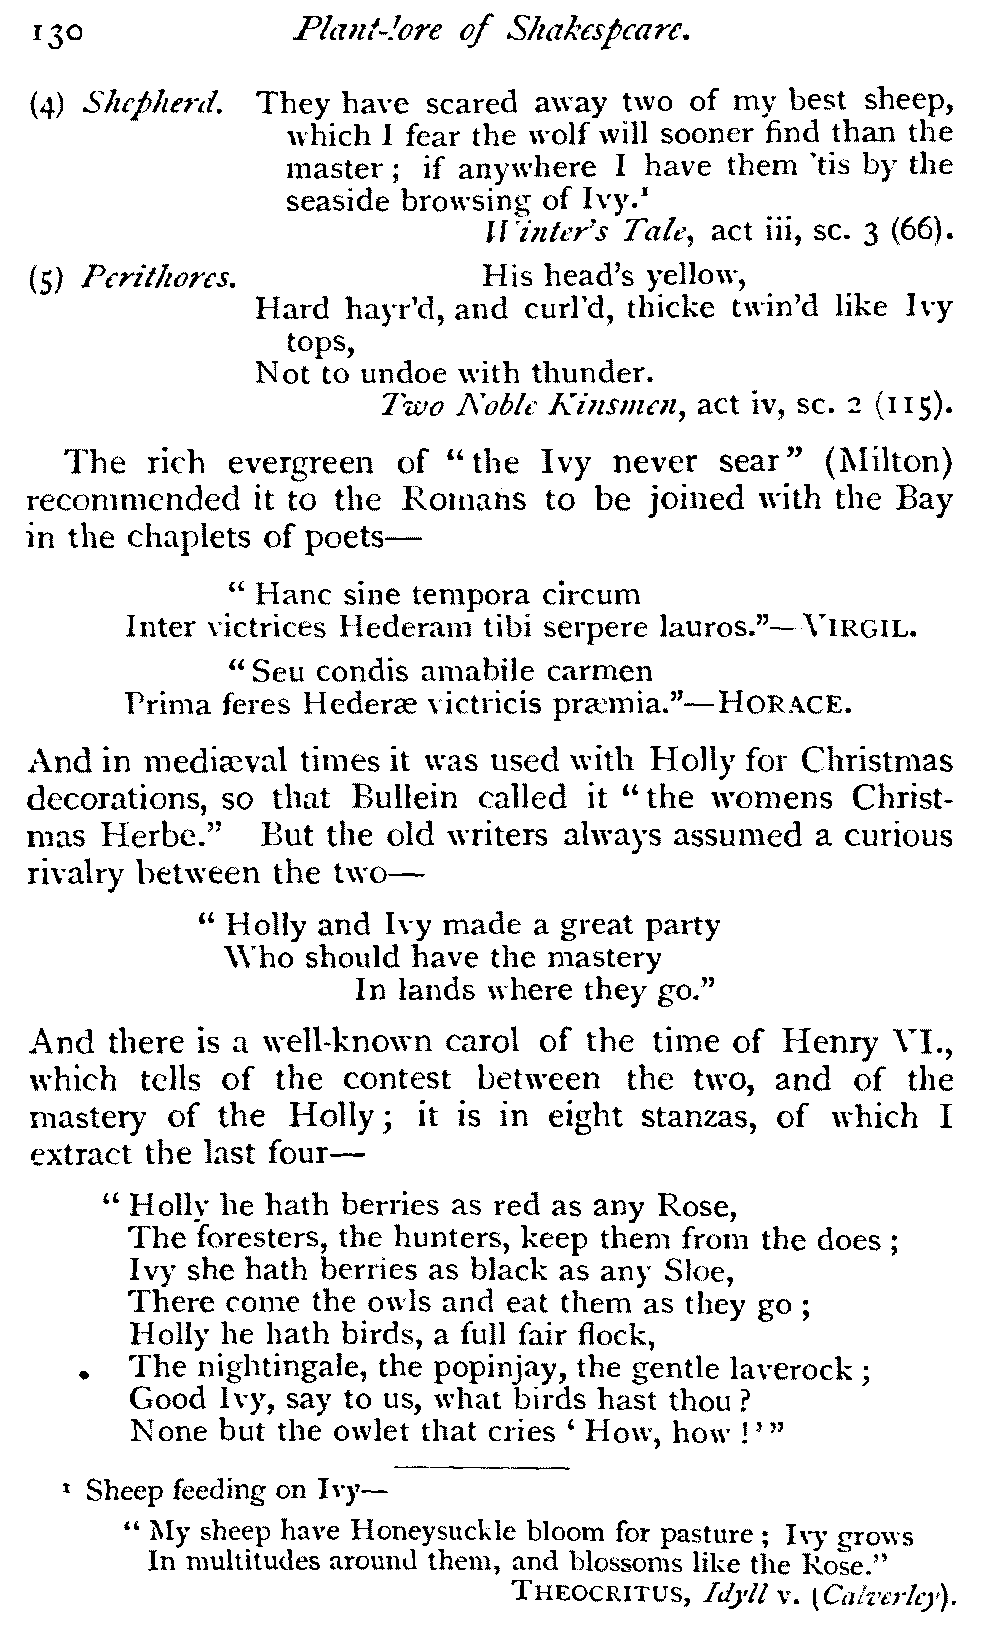 130 Plant-lore of Shakespeare.
(4) Shepherd. They have scared away two of my best sheep,
which I fear the wolf will sooner find than the
master ; if anywhere I have them 'tis by the
seaside browsing of Ivy.¹
Winter's Tale, act iii, sc. 3 (66).
(5) Perithores. His head's yellow,
Hard hayr'd, and curl'd, thicke twin'd like Ivy
tops,
Not to undoe with thunder.
Two Noble Kinsmen, act iv, sc. 2 (115).
The rich evergreen of “the Ivy never sear” (Milton)
recommended it to the Romans to be joined with the Bay
in the chaplets of poets—
“ Hanc sine tempora circum
Inter victrices Hederam tibi serpere lauros.”—VIRGIL.
“ Seu condis amabile carmen
Prima feres Hederæ victricis præmia.”—HORACE.
And in mediæval times it was used with Holly for Christmas
decorations, so that Bullein called it “the womens Christ-
mas Herbe.” But the old writers always assumed a curious
rivalry between the two—
“ Holly and Ivy made a great party
Who should have the mastery
In lands where they go.”
And there is a well-known carol of the time of Henry VI.,
which tells of the contest between the two, and of the
mastery of the Holly ; it is in eight stanzas, of which I
extract the last four—
“ Holly he hath berries as red as any Rose,
The foresters, the hunters, keep them from the does ;
Ivy she hath berries as black as any Sloe,
There come the owls and eat them as they go ;
Holly he hath birds, a full fair flock,
The nightingale, the popinjay, the gentle laverock ;
Good Ivy, say to us, what birds hast thou ?
None but the owlet that cries ‘ How, how !’”
¹ Sheep feeding on Ivy—
“ My sheep have Honeysuckle bloom for pasture ; Ivy grows
In multitudes around them, and blossoms like the Rose.”
THEOCRITUS, Idyll v. (Calverley).